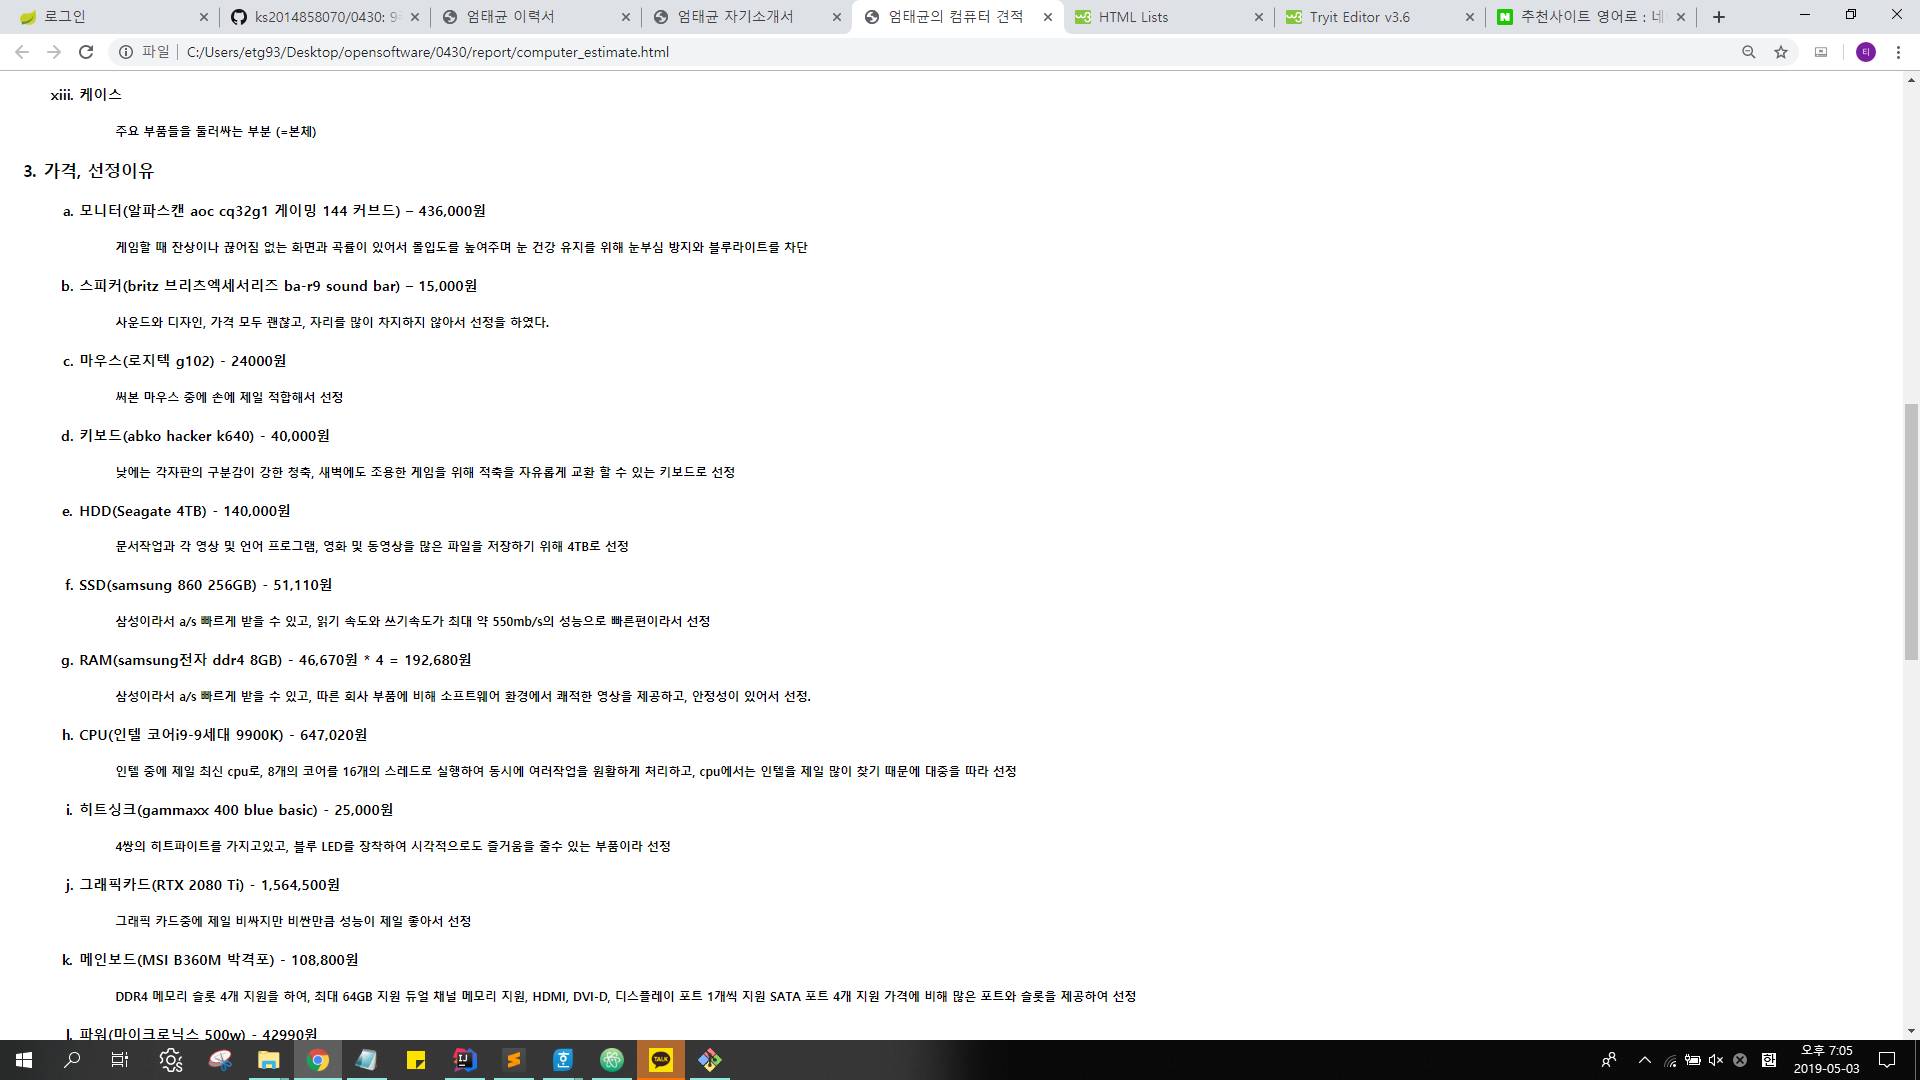 로그인
ks2014858070/0430: 9
엄태균 이력서
엄태균 자기소개서
엄태균의 컴퓨터 견적
HTML Lists
Tryit Editor v3.6
추천사이트 영어로 : 네
파일
C:/Users/etg93/Desktop/opensoftware/0430/report/computer_estimate.html
티
xiii. 케이스
주요 부품들을 둘러싸는 부분 (=본체)
3. 가격, 선정이유
a. 모니터(알파스캔 aoc cq32g1 게이밍 144 커브드) – 436,000원
게임할 때 잔상이나 끊어짐 없는 화면과 곡률이 있어서 몰입도를 높여주며 눈 건강 유지를 위해 눈부심 방지와 블루라이트를 차단
b. 스피커(britz 브리츠엑세서리즈 ba-r9 sound bar) – 15,000원
사운드와 디자인, 가격 모두 괜찮고, 자리를 많이 차지하지 않아서 선정을 하였다.
c. 마우스(로지텍 g102) - 24000원
써본 마우스 중에 손에 제일 적합해서 선정
d. 키보드(abko hacker k640) - 40,000원
낮에는 각자판의 구분감이 강한 청축, 새벽에도 조용한 게임을 위해 적축을 자유롭게 교환 할 수 있는 키보드로 선정
e. HDD(Seagate 4TB) - 140,000원
문서작업과 각 영상 및 언어 프로그램, 영화 및 동영상을 많은 파일을 저장하기 위해 4TB로 선정
f. SSD(samsung 860 256GB) - 51,110원
삼성이라서 a/s 빠르게 받을 수 있고, 읽기 속도와 쓰기속도가 최대 약 550mb/s의 성능으로 빠른편이라서 선정
g. RAM(samsung전자 ddr4 8GB) - 46,670원 * 4 = 192,680원
삼성이라서 a/s 빠르게 받을 수 있고, 따른 회사 부품에 비해 소프트웨어 환경에서 쾌적한 영상을 제공하고, 안정성이 있어서 선정.
h. CPU(인텔 코어i9-9세대 9900K) - 647,020원
인텔 중에 제일 최신 cpu로, 8개의 코어를 16개의 스레드로 실행하여 동시에 여러작업을 원활하게 처리하고, cpu에서는 인텔을 제일 많이 찾기 때문에 대중을 따라 선정
i. 히트싱크(gammaxx 400 blue basic) - 25,000원
4쌍의 히트파이트를 가지고있고, 블루 LED를 장착하여 시각적으로도 즐거움을 줄수 있는 부품이라 선정
j. 그래픽카드(RTX 2080 Ti) - 1,564,500원
그래픽 카드중에 제일 비싸지만 비싼만큼 성능이 제일 좋아서 선정
k. 메인보드(MSI B360M 박격포) - 108,800원
DDR4 메모리 슬롯 4개 지원을 하여, 최대 64GB 지원 듀얼 채널 메모리 지원, HDMI, DVI-D, 디스플레이 포트 1개씩 지원 SATA 포트 4개 지원 가격에 비해 많은 포트와 슬롯을 제공하여 선정
l. 파워(마이크로닉스 500w) - 42990원
TALK
한
오후 7:05
2019-05-03